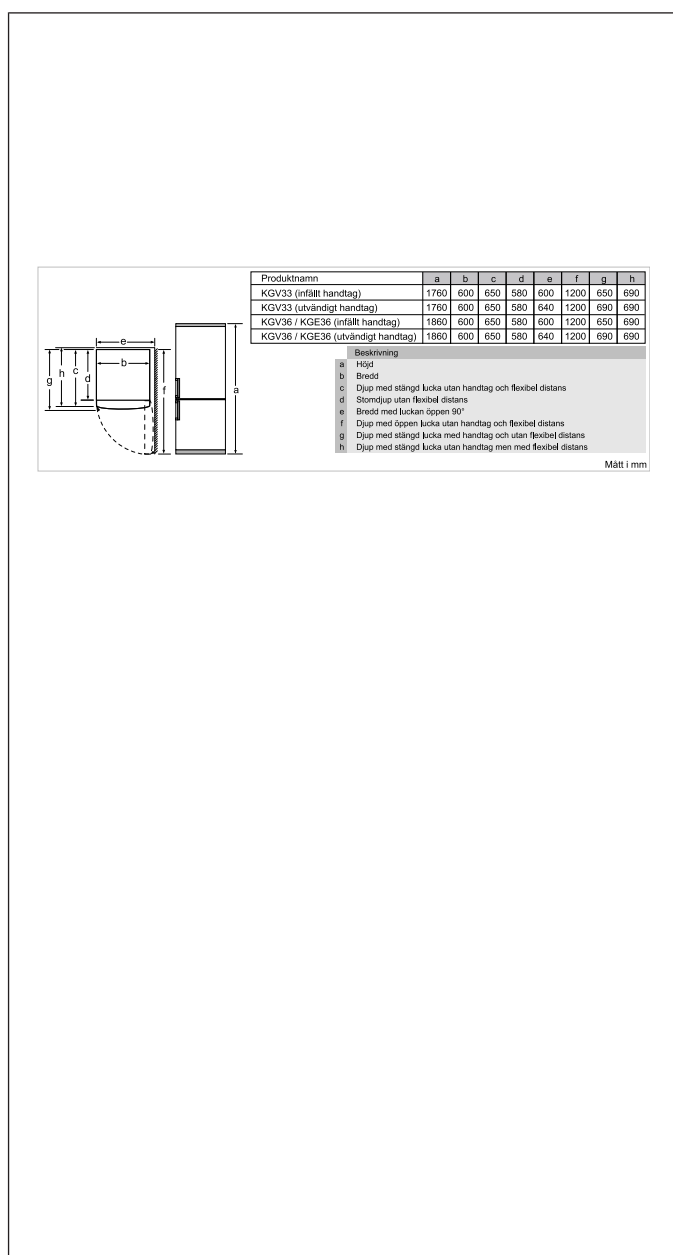 Produktnamn a b c d e f g h
KGV33 (infällt handtag) 1760 600 650 580 600 1200 650 690
KGV33 (utvändigt handtag) 1760 600 650 580 640 1200 690 690
KGV36 / KGE36 (infällt handtag) 1860 600 650 580 600 1200 650 690
KGV36 / KGE36 (utvändigt handtag) 1860 600 650 580 640 1200 690 690
Beskrivning
a Höjd
b Bredd
c Djup med stängd lucka utan handtag och flexibel distans
d Stomdjup utan flexibel distans
e Bredd med luckan öppen 90°
f Djup med öppen lucka utan handtag och flexibel distans
g Djup med stängd lucka med handtag och utan flexibel distans
h Djup med stängd lucka utan handtag men med flexibel distans
Mått i mm
e
b
g h c d f a